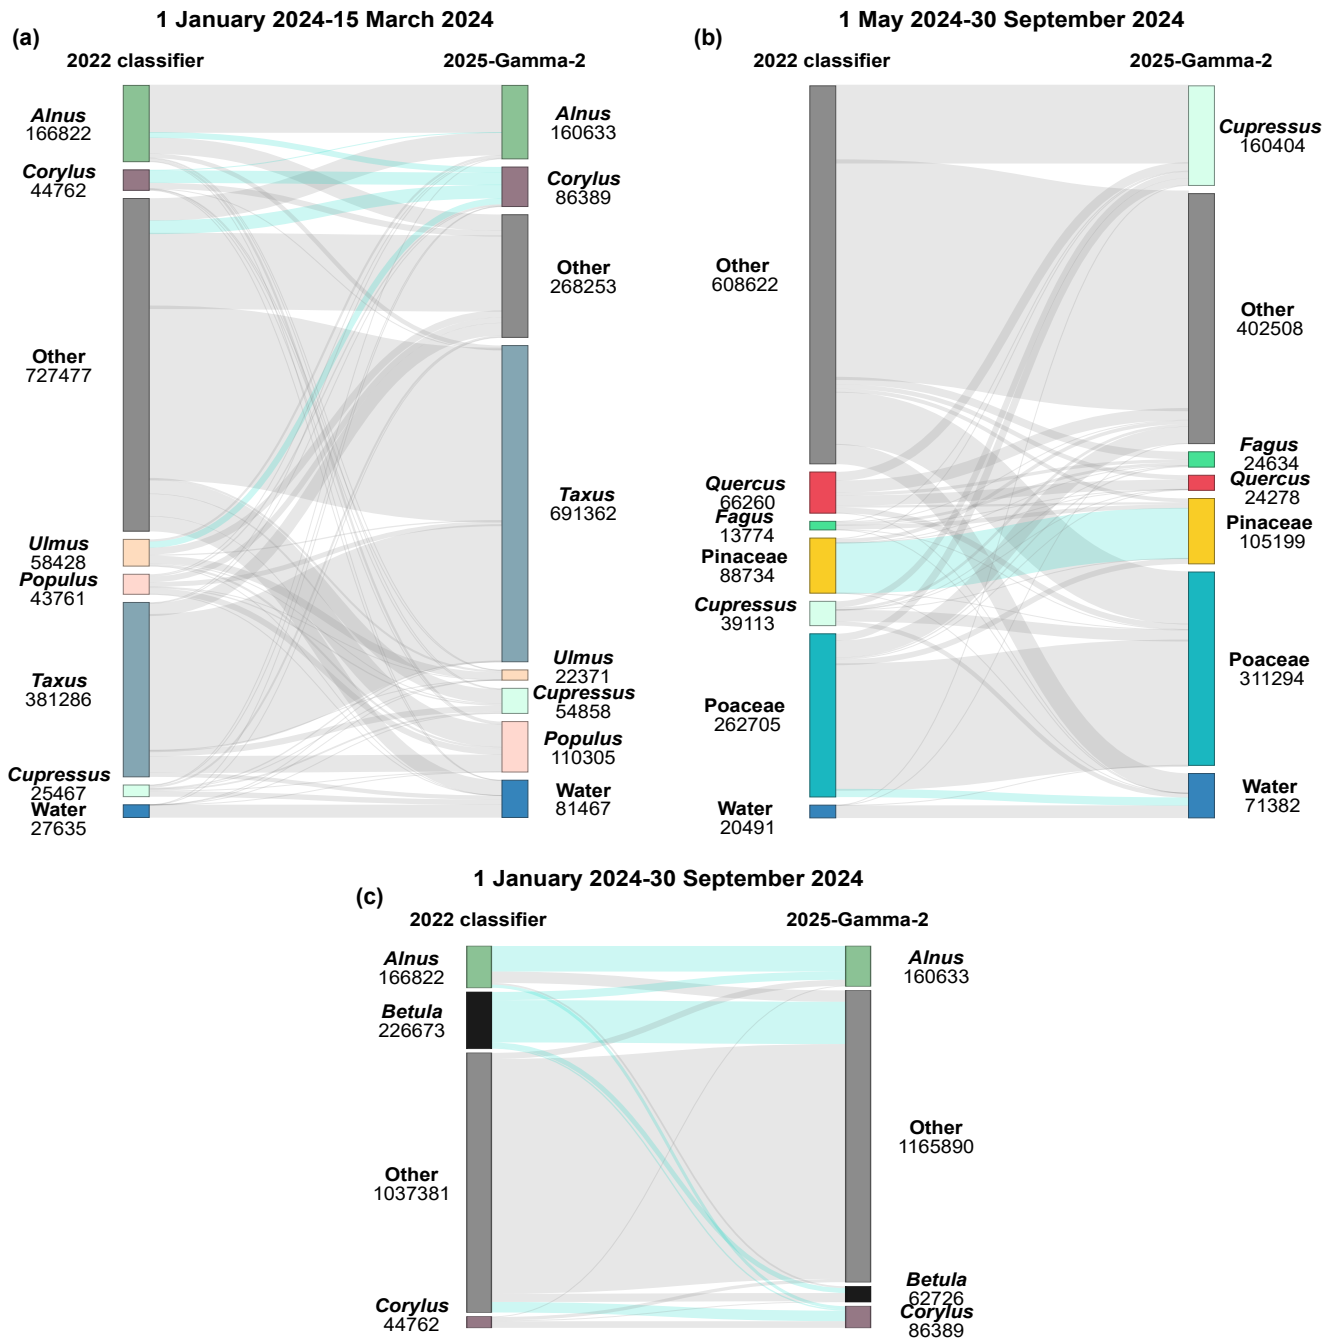 1 January 2024-15 March 2024
(a)
2022 classifier
2025-Gamma-2
Alnus
166822
Corylus
44762
Other
727477
Ulmus
58428
Populus
43761
Taxus
381286
Cupressus
25467
Water
27635
Alnus
160633
Corylus
86389
Other
268253
Taxus
691362
Ulmus
22371
Cupressus
54858
Populus
110305
Water
81467
1 May 2024-30 September 2024
(b)
2022 classifier
2025-Gamma-2
Other
608622
Quercus
66260
Fagus
13774
Pinaceae
88734
Cupressus
39113
Poaceae
262705
Water
20491
Cupressus
160404
Other
402508
Fagus
24634
Quercus
24278
Pinaceae
105199
Poaceae
311294
Water
71382
1 January 2024-30 September 2024
(c)
2022 classifier
2025-Gamma-2
Alnus
166822
Betula
226673
Other
1037381
Corylus
44762
Alnus
160633
Other
1165890
Betula
62726
Corylus
86389